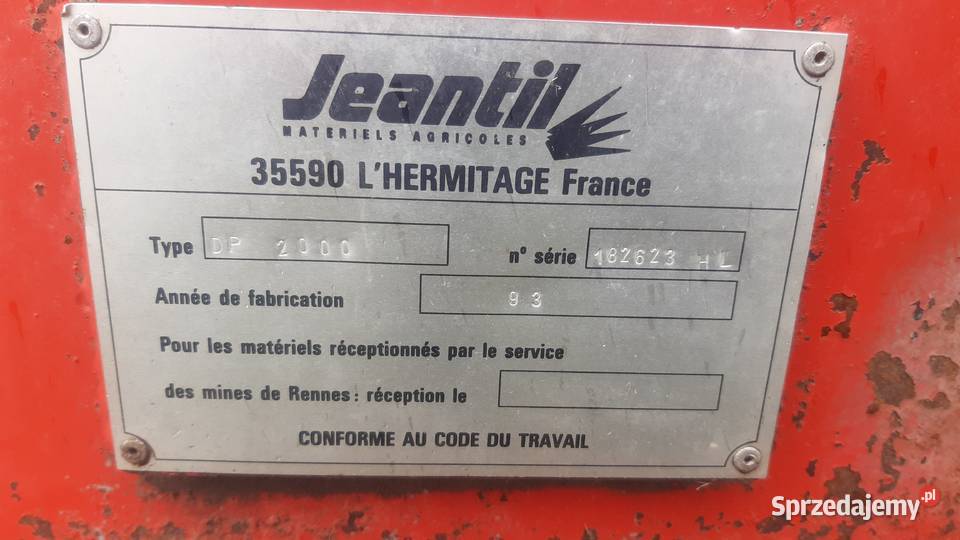 Jeantil
MATERIELS AGRICOLES
35590 L'HERMITAGE France
Type DP 2000 n° série 182623 HL
Année de fabrication 93
Pour les matériels réceptionnés par le service
des mines de Rennes : réception le
CONFORME AU CODE DU TRAVAIL
Sprzedajemy.pl